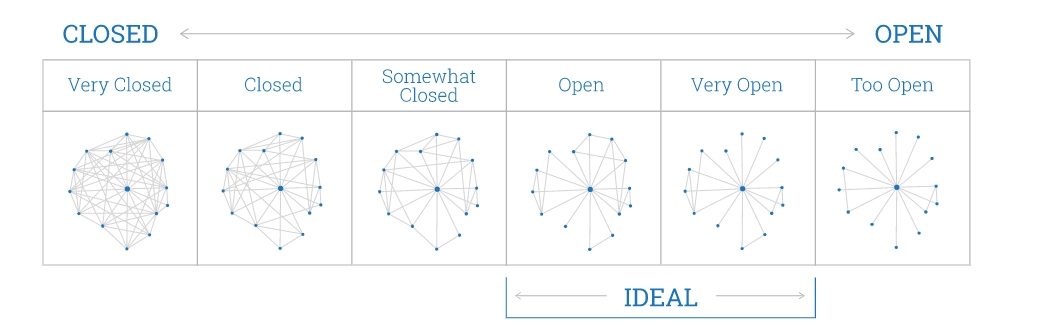 CLOSED
OPEN
Very Closed
Closed
Somewhat
Closed
Open
Very Open
Too Open
IDEAL